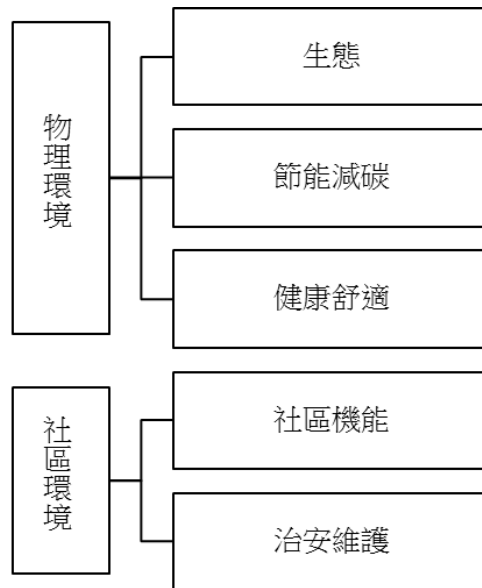 物理環境
生態
節能減碳
健康舒適
社區環境
社區機能
治安維護